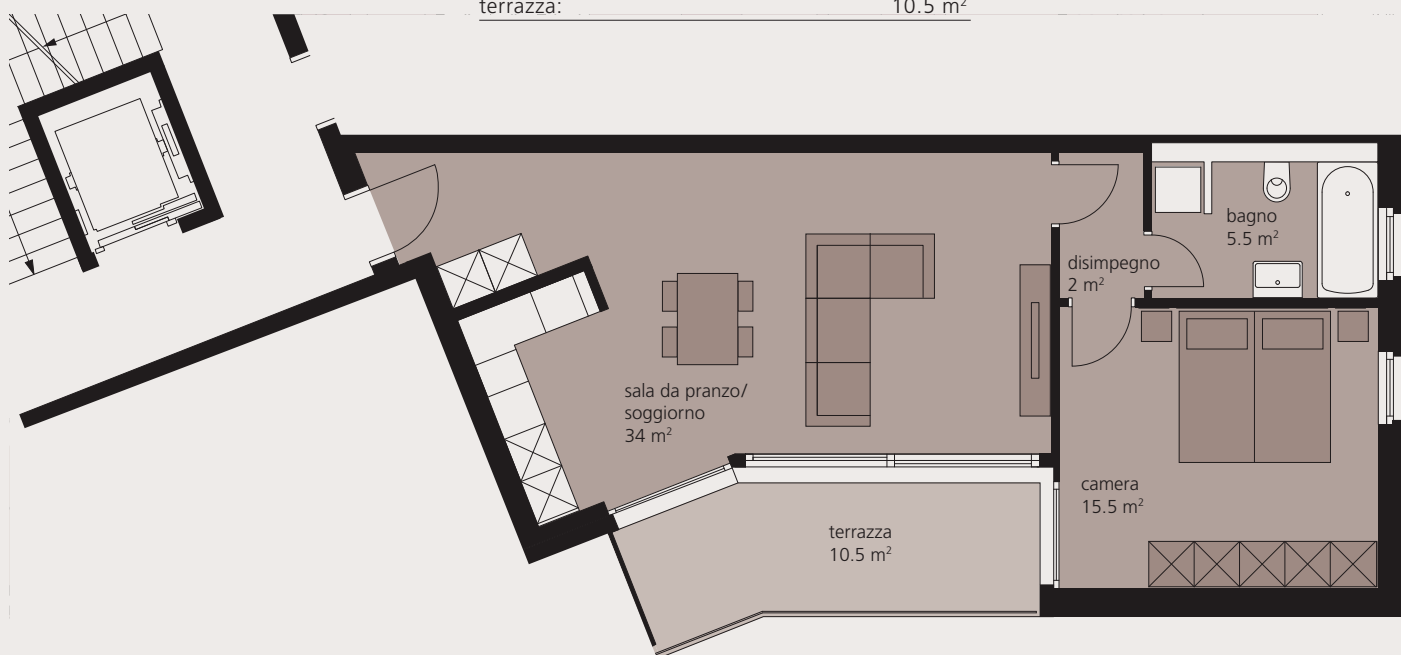 terrazza: 10.5 m²
bagno
5.5 m²
disimpegno
2 m²
sala da pranzo/
soggiorno
34 m²
camera
15.5 m²
terrazza
10.5 m²